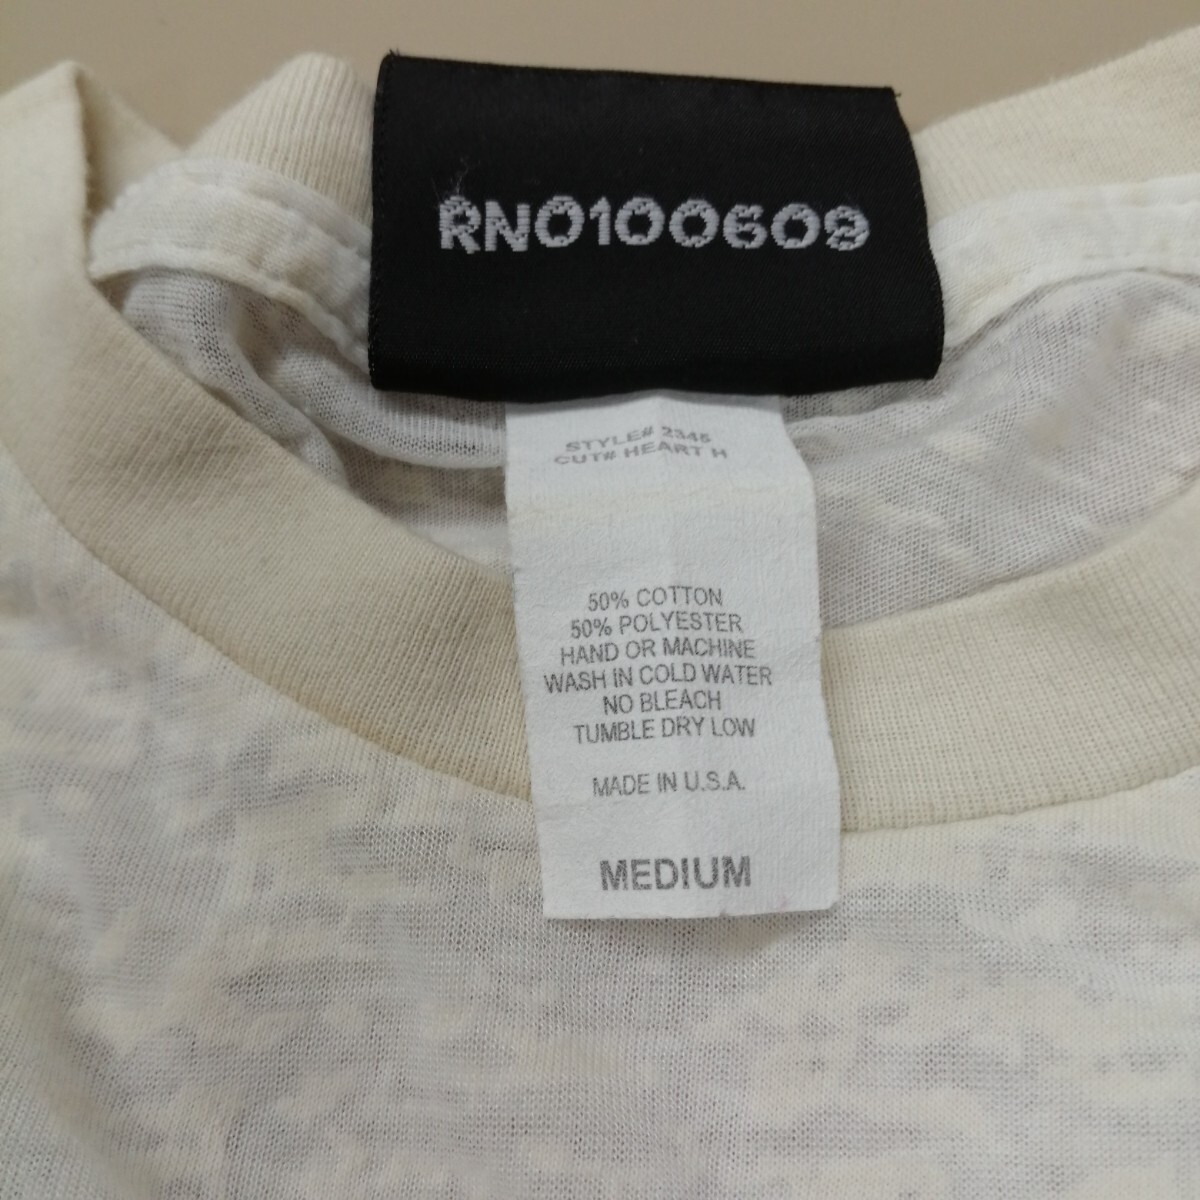 RN0100609
STYLE# 2345
CUT# HEART H
50% COTTON
50% POLYESTER
HAND OR MACHINE
WASH IN COLD WATER
NO BLEACH
TUMBLE DRY LOW
MADE IN U.S.A.
MEDIUM